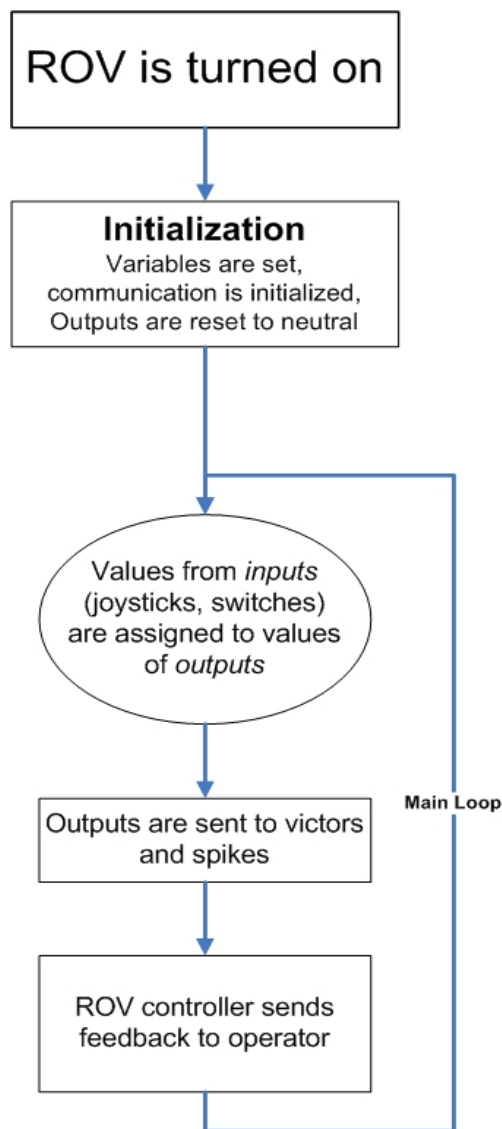 ROV is turned on
Initialization
Variables are set,
communication is initialized,
Outputs are reset to neutral
Values from inputs
(joysticks, switches)
are assigned to values
of outputs
Main Loop
Outputs are sent to victors
and spikes
ROV controller sends
feedback to operator